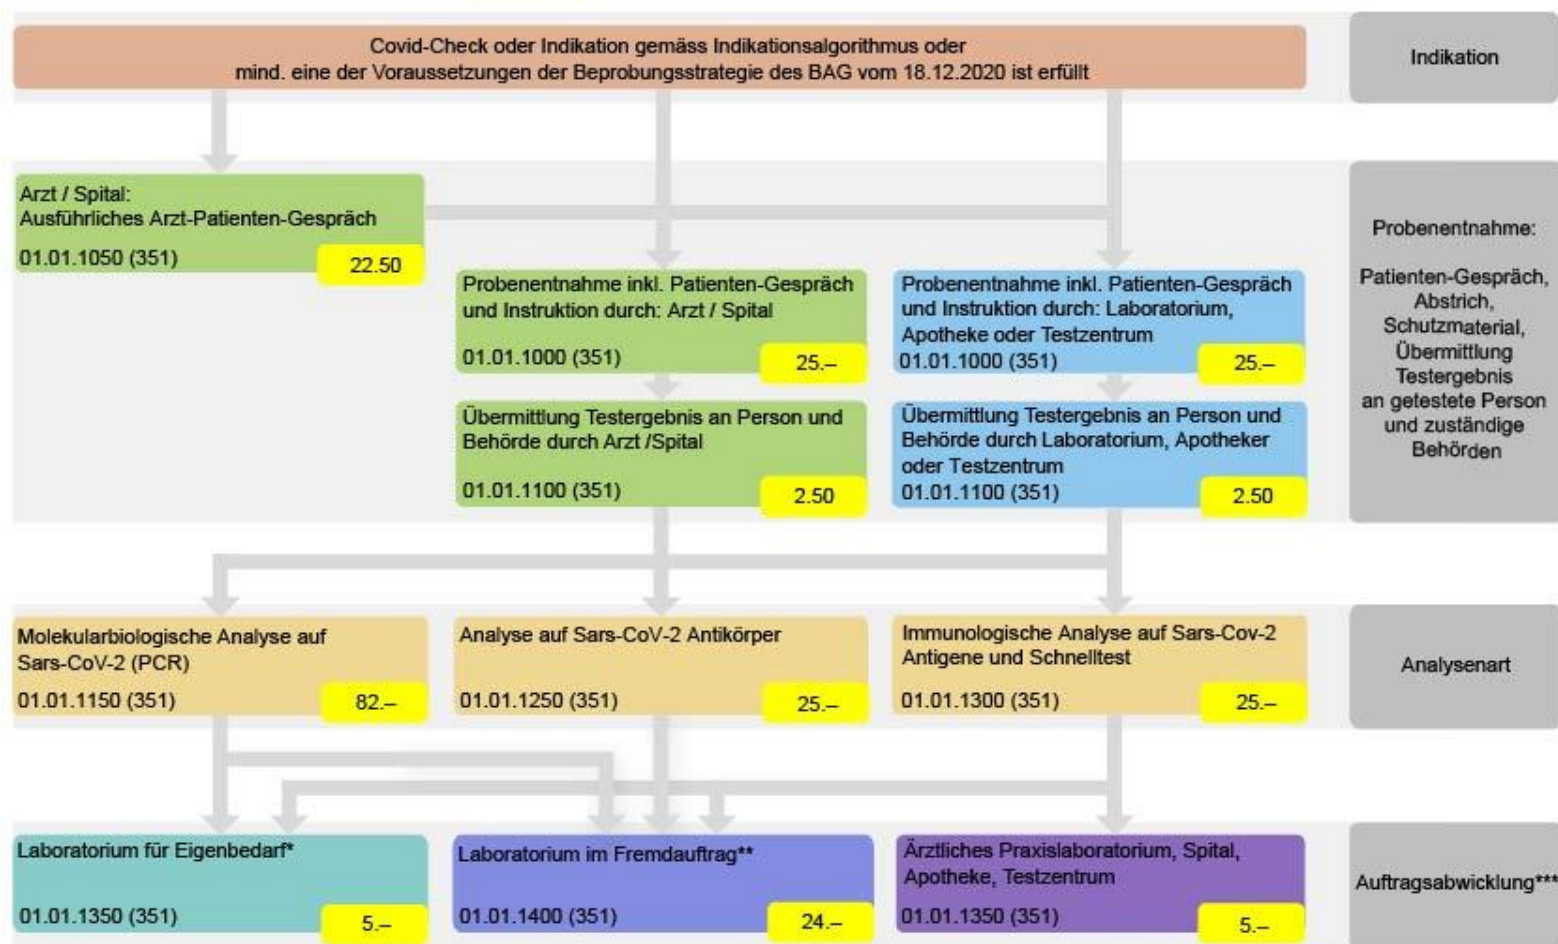 Covid-Check oder Indikation gemäss Indikationsalgorithmus oder
mind. eine der Voraussetzungen der Beprobungsstrategie des BAG vom 18.12.2020 ist erfüllt
Indikation
Arzt / Spital:
Ausführliches Arzt-Patienten-Gespräch
01.01.1050 (351)
22.50
Probenentnahme inkl. Patienten-Gespräch
und Instruktion durch: Arzt / Spital
01.01.1000 (351)
25.–
Probenentnahme inkl. Patienten-Gespräch
und Instruktion durch: Laboratorium,
Apotheke oder Testzentrum
01.01.1000 (351)
25.–
Übermittlung Testergebnis an Person und
Behörde durch Arzt /Spital
01.01.1100 (351)
2.50
Übermittlung Testergebnis an Person und
Behörde durch Laboratorium, Apotheker
oder Testzentrum
01.01.1100 (351)
2.50
Probenentnahme:
Patienten-Gespräch,
Abstrich,
Schutzmaterial,
Übermittlung
Testergebnis
an getestete Person
und zuständige
Behörden
Molekularbiologische Analyse auf
Sars-CoV-2 (PCR)
01.01.1150 (351)
82.–
Analyse auf Sars-CoV-2 Antikörper
01.01.1250 (351)
25.–
Immunologische Analyse auf Sars-Cov-2
Antigene und Schnelltest
01.01.1300 (351)
25.–
Analysenart
Laboratorium für Eigenbedarf*
01.01.1350 (351)
5.–
Laboratorium im Fremdauftrag**
01.01.1400 (351)
24.–
Ärztliches Praxislaboratorium, Spital,
Apotheke, Testzentrum
01.01.1350 (351)
5.–
Auftragsabwicklung***